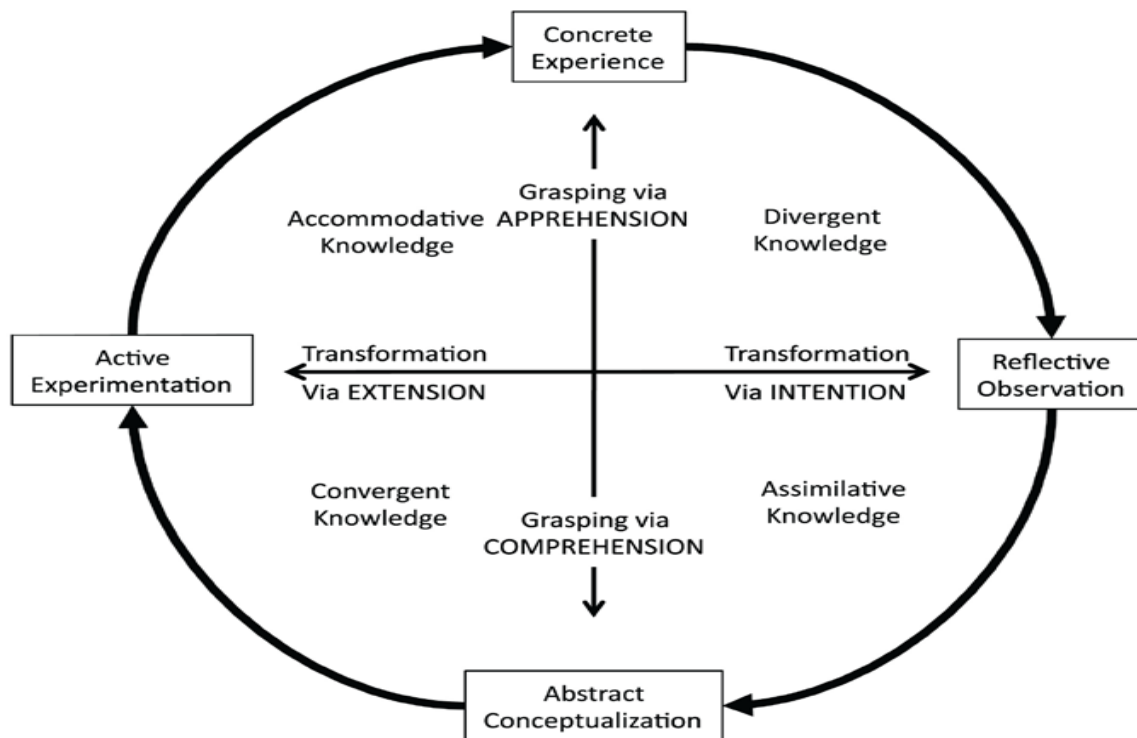 Concrete
Experience
Grasping via
APPREHENSION
Accommodative
Knowledge
Divergent
Knowledge
Active
Experimentation
Transformation
Via EXTENSION
Transformation
Via INTENTION
Reflective
Observation
Convergent
Knowledge
Grasping via
COMPREHENSION
Assimilative
Knowledge
Abstract
Conceptualization